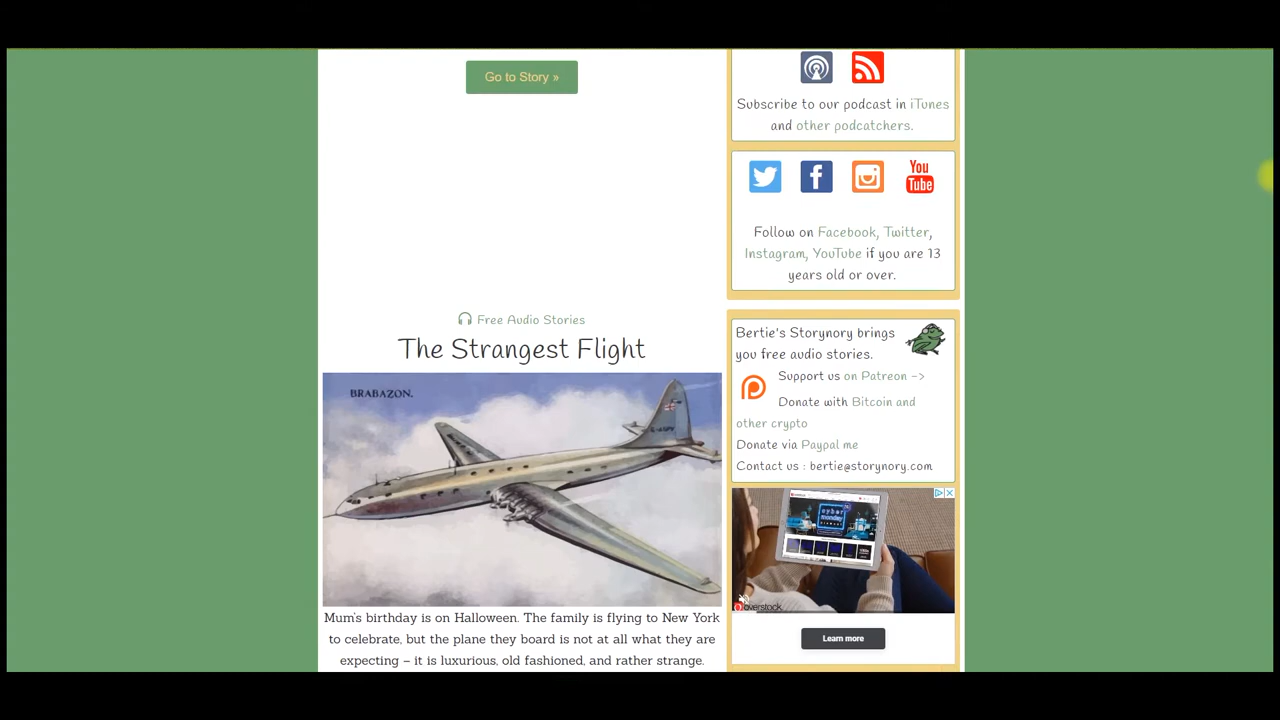 Go to Story »
Free Audio Stories
The Strangest Flight
BRABAZON.
Mum's birthday is on Halloween. The family is flying to New York
to celebrate, but the plane they board is not at all what they are
expecting – it is luxurious, old fashioned, and rather strange.
Subscribe to our podcast in iTunes
and other podcatchers.
You
Tube
Follow on Facebook, Twitter,
Instagram, YouTube if you are 13
years old or over.
Bertie's Storynory brings
you free audio stories.
Support us on Patreon ->
Donate with Bitcoin and
other crypto
Donate via Paypal me
Contact us : bertie@storynory.com
cyber
monday
overstock
Learn more